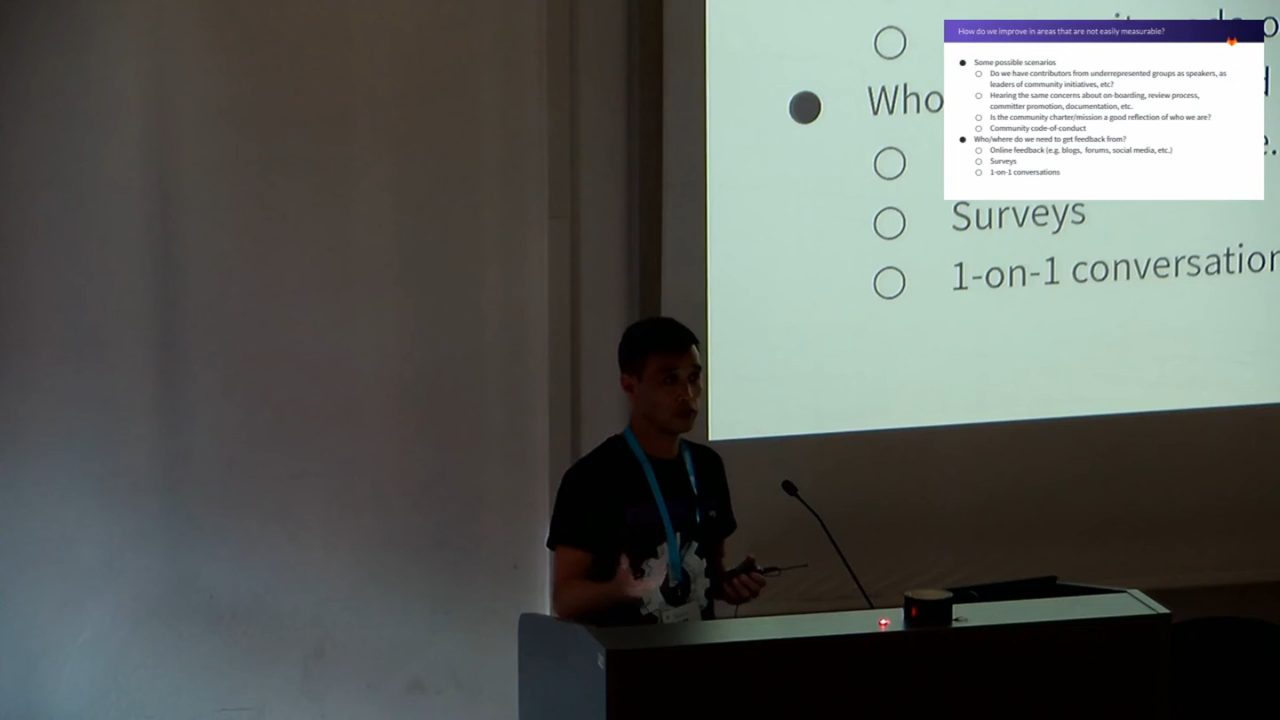 How do we improve in areas that are not easily measurable?
Some possible scenarios
Do we have contributors from underrepresented groups as speakers, as
leaders of community initiatives, etc?
Hearing the same concerns about on-boarding, review process,
committer promotion, documentation, etc.
Is the community charter/mission a good reflection of who we are?
Community code-of-conduct
Who/where do we need to get feedback from?
Online feedback (e.g. blogs, forums, social media, etc.)
Surveys
1-on-1 conversations
Who
Surveys
1-on-1 conversation